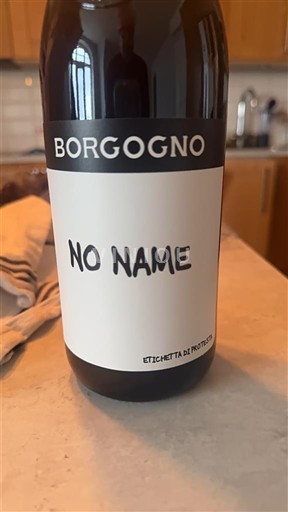 BORGOGNO
NO NAME
ETICHETTA DI PROTESTA